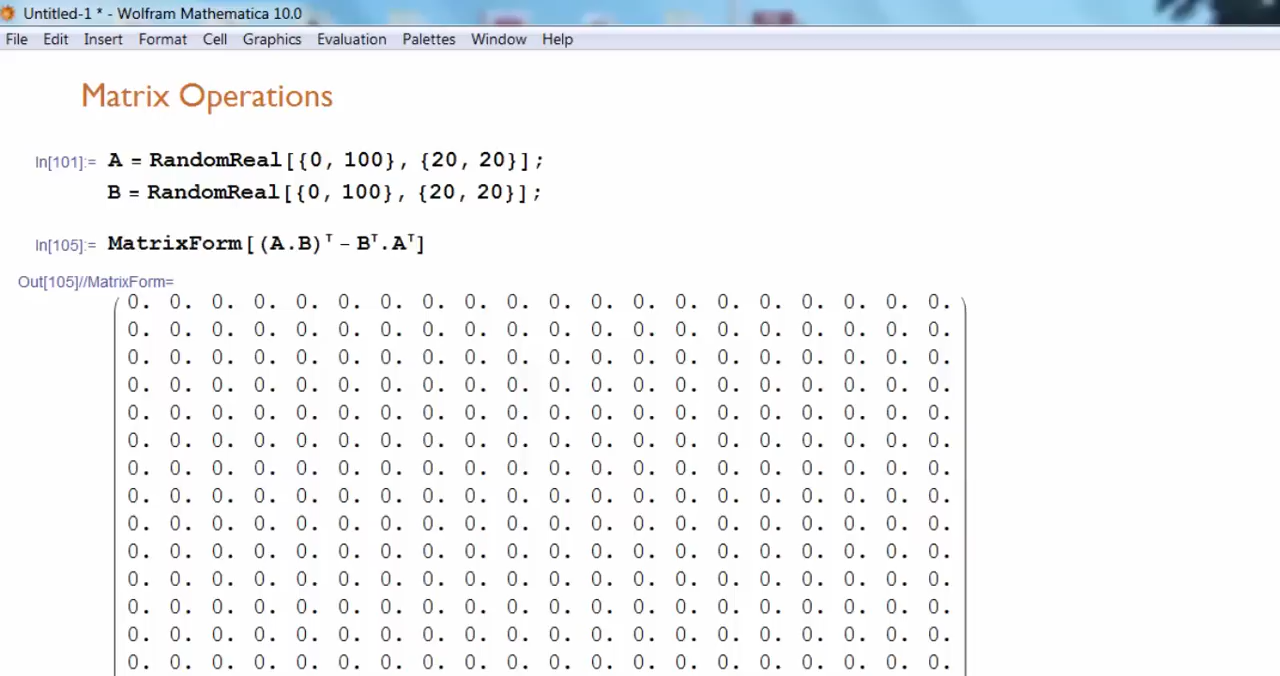 Untitled-1 * - Wolfram Mathematica 10.0
File Edit Insert Format Cell Graphics Evaluation Palettes Window Help
Matrix Operations
In[101]:= A = RandomReal[{0, 100}, {20, 20}];
B = RandomReal[{0, 100}, {20, 20}];
In[105]:= MatrixForm[(A.B)ᵀ - Bᵀ.Aᵀ]
Out[105]//MatrixForm=
0. 0. 0. 0. 0. 0. 0. 0. 0. 0. 0. 0. 0. 0. 0. 0. 0. 0. 0. 0.
0. 0. 0. 0. 0. 0. 0. 0. 0. 0. 0. 0. 0. 0. 0. 0. 0. 0. 0. 0.
0. 0. 0. 0. 0. 0. 0. 0. 0. 0. 0. 0. 0. 0. 0. 0. 0. 0. 0. 0.
0. 0. 0. 0. 0. 0. 0. 0. 0. 0. 0. 0. 0. 0. 0. 0. 0. 0. 0. 0.
0. 0. 0. 0. 0. 0. 0. 0. 0. 0. 0. 0. 0. 0. 0. 0. 0. 0. 0. 0.
0. 0. 0. 0. 0. 0. 0. 0. 0. 0. 0. 0. 0. 0. 0. 0. 0. 0. 0. 0.
0. 0. 0. 0. 0. 0. 0. 0. 0. 0. 0. 0. 0. 0. 0. 0. 0. 0. 0. 0.
0. 0. 0. 0. 0. 0. 0. 0. 0. 0. 0. 0. 0. 0. 0. 0. 0. 0. 0. 0.
0. 0. 0. 0. 0. 0. 0. 0. 0. 0. 0. 0. 0. 0. 0. 0. 0. 0. 0. 0.
0. 0. 0. 0. 0. 0. 0. 0. 0. 0. 0. 0. 0. 0. 0. 0. 0. 0. 0. 0.
0. 0. 0. 0. 0. 0. 0. 0. 0. 0. 0. 0. 0. 0. 0. 0. 0. 0. 0. 0.
0. 0. 0. 0. 0. 0. 0. 0. 0. 0. 0. 0. 0. 0. 0. 0. 0. 0. 0. 0.
0. 0. 0. 0. 0. 0. 0. 0. 0. 0. 0. 0. 0. 0. 0. 0. 0. 0. 0. 0.
0. 0. 0. 0. 0. 0. 0. 0. 0. 0. 0. 0. 0. 0. 0. 0. 0. 0. 0. 0.